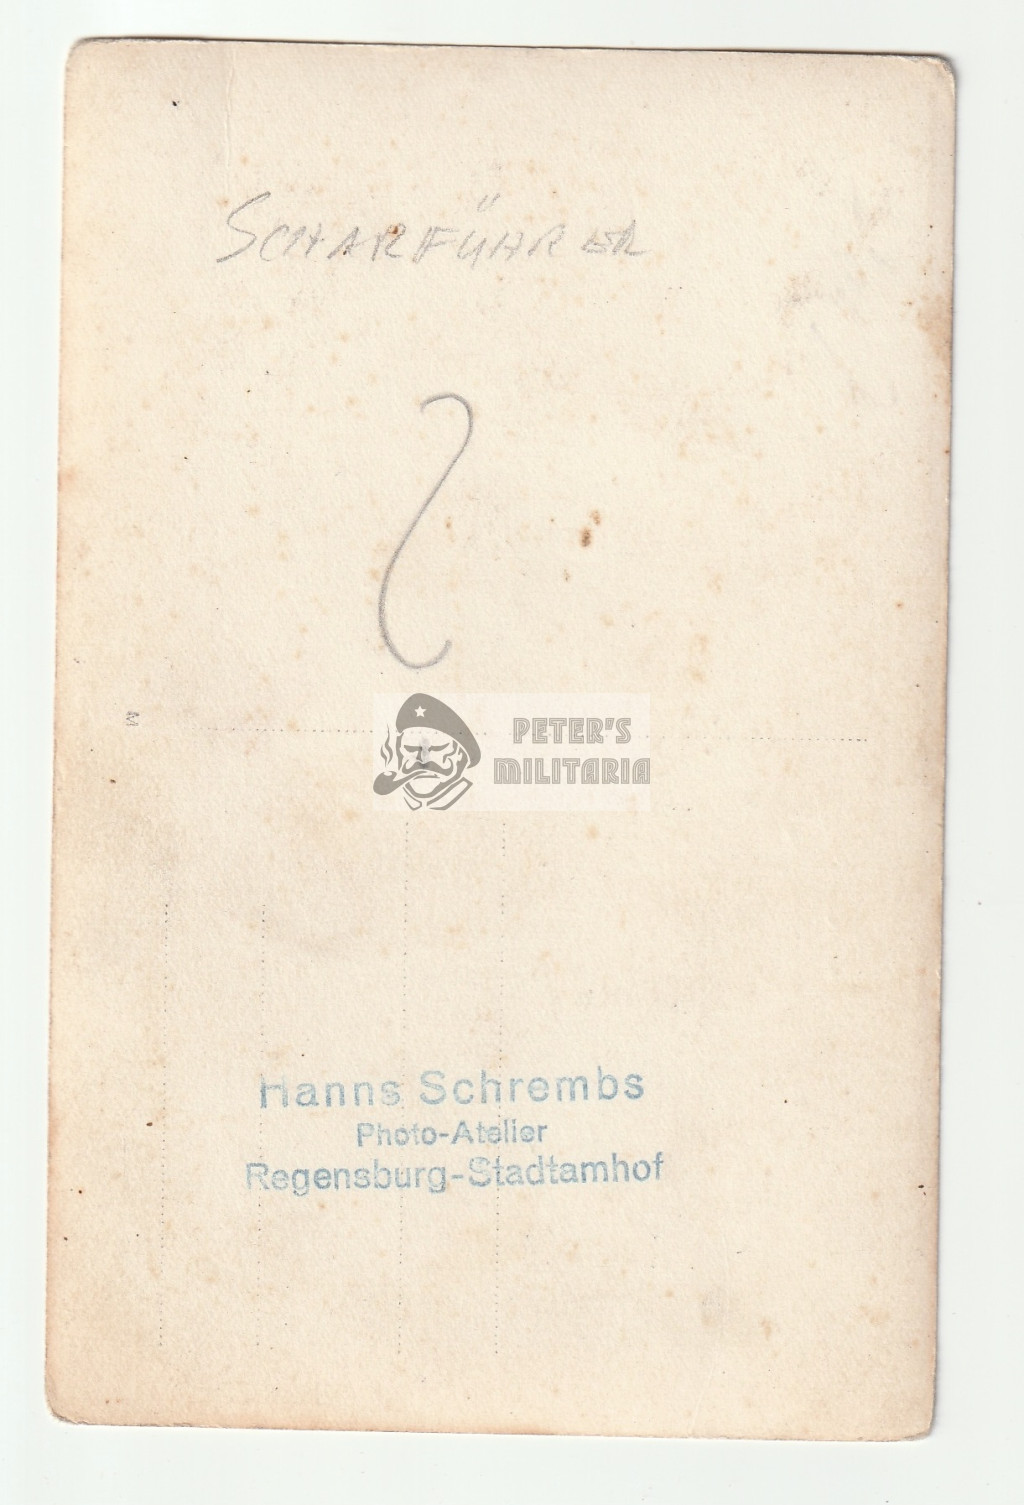 SCHARFÜHRER
M
PETER'S
MILITARIA
Hanns Schrembs
Photo-Atelier
Regensburg-Stadtamhof